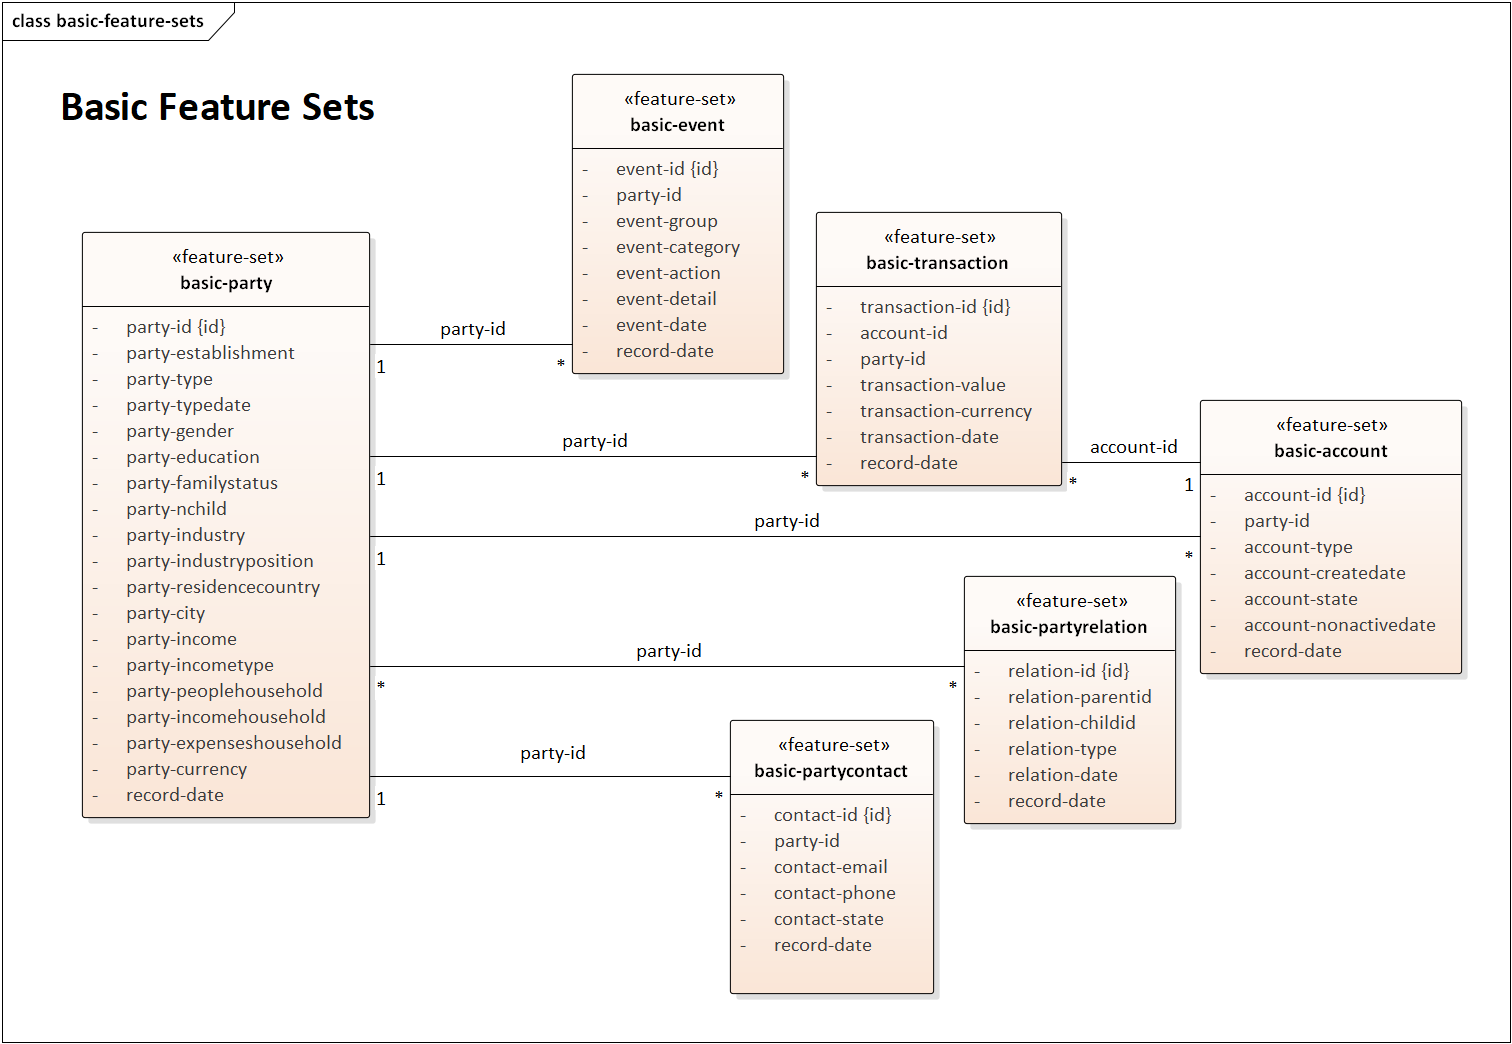 class basic-feature-sets
Basic Feature Sets
«feature-set»
basic-event
- event-id {id}
- party-id
- event-group
- event-category
- event-action
- event-detail
- event-date
- record-date
«feature-set»
basic-transaction
- transaction-id {id}
- account-id
- party-id
- transaction-value
- transaction-currency
- transaction-date
- record-date
«feature-set»
basic-party
- party-id {id}
- party-establishment
- party-type
- party-typedate
- party-gender
- party-education
- party-familystatus
- party-nchild
- party-industry
- party-industryposition
- party-residencecountry
- party-city
- party-income
- party-incometype
- party-peoplehousehold
- party-incomehousehold
- party-expenseshousehold
- party-currency
- record-date
party-id
1 *
party-id
1 *
account-id
* 1
party-id
1 *
party-id
* *
party-id
1 *
«feature-set»
basic-account
- account-id {id}
- party-id
- account-type
- account-createdate
- account-state
- account-nonactivedate
- record-date
«feature-set»
basic-partyrelation
- relation-id {id}
- relation-parentid
- relation-childid
- relation-type
- relation-date
- record-date
«feature-set»
basic-partycontact
- contact-id {id}
- party-id
- contact-email
- contact-phone
- contact-state
- record-date